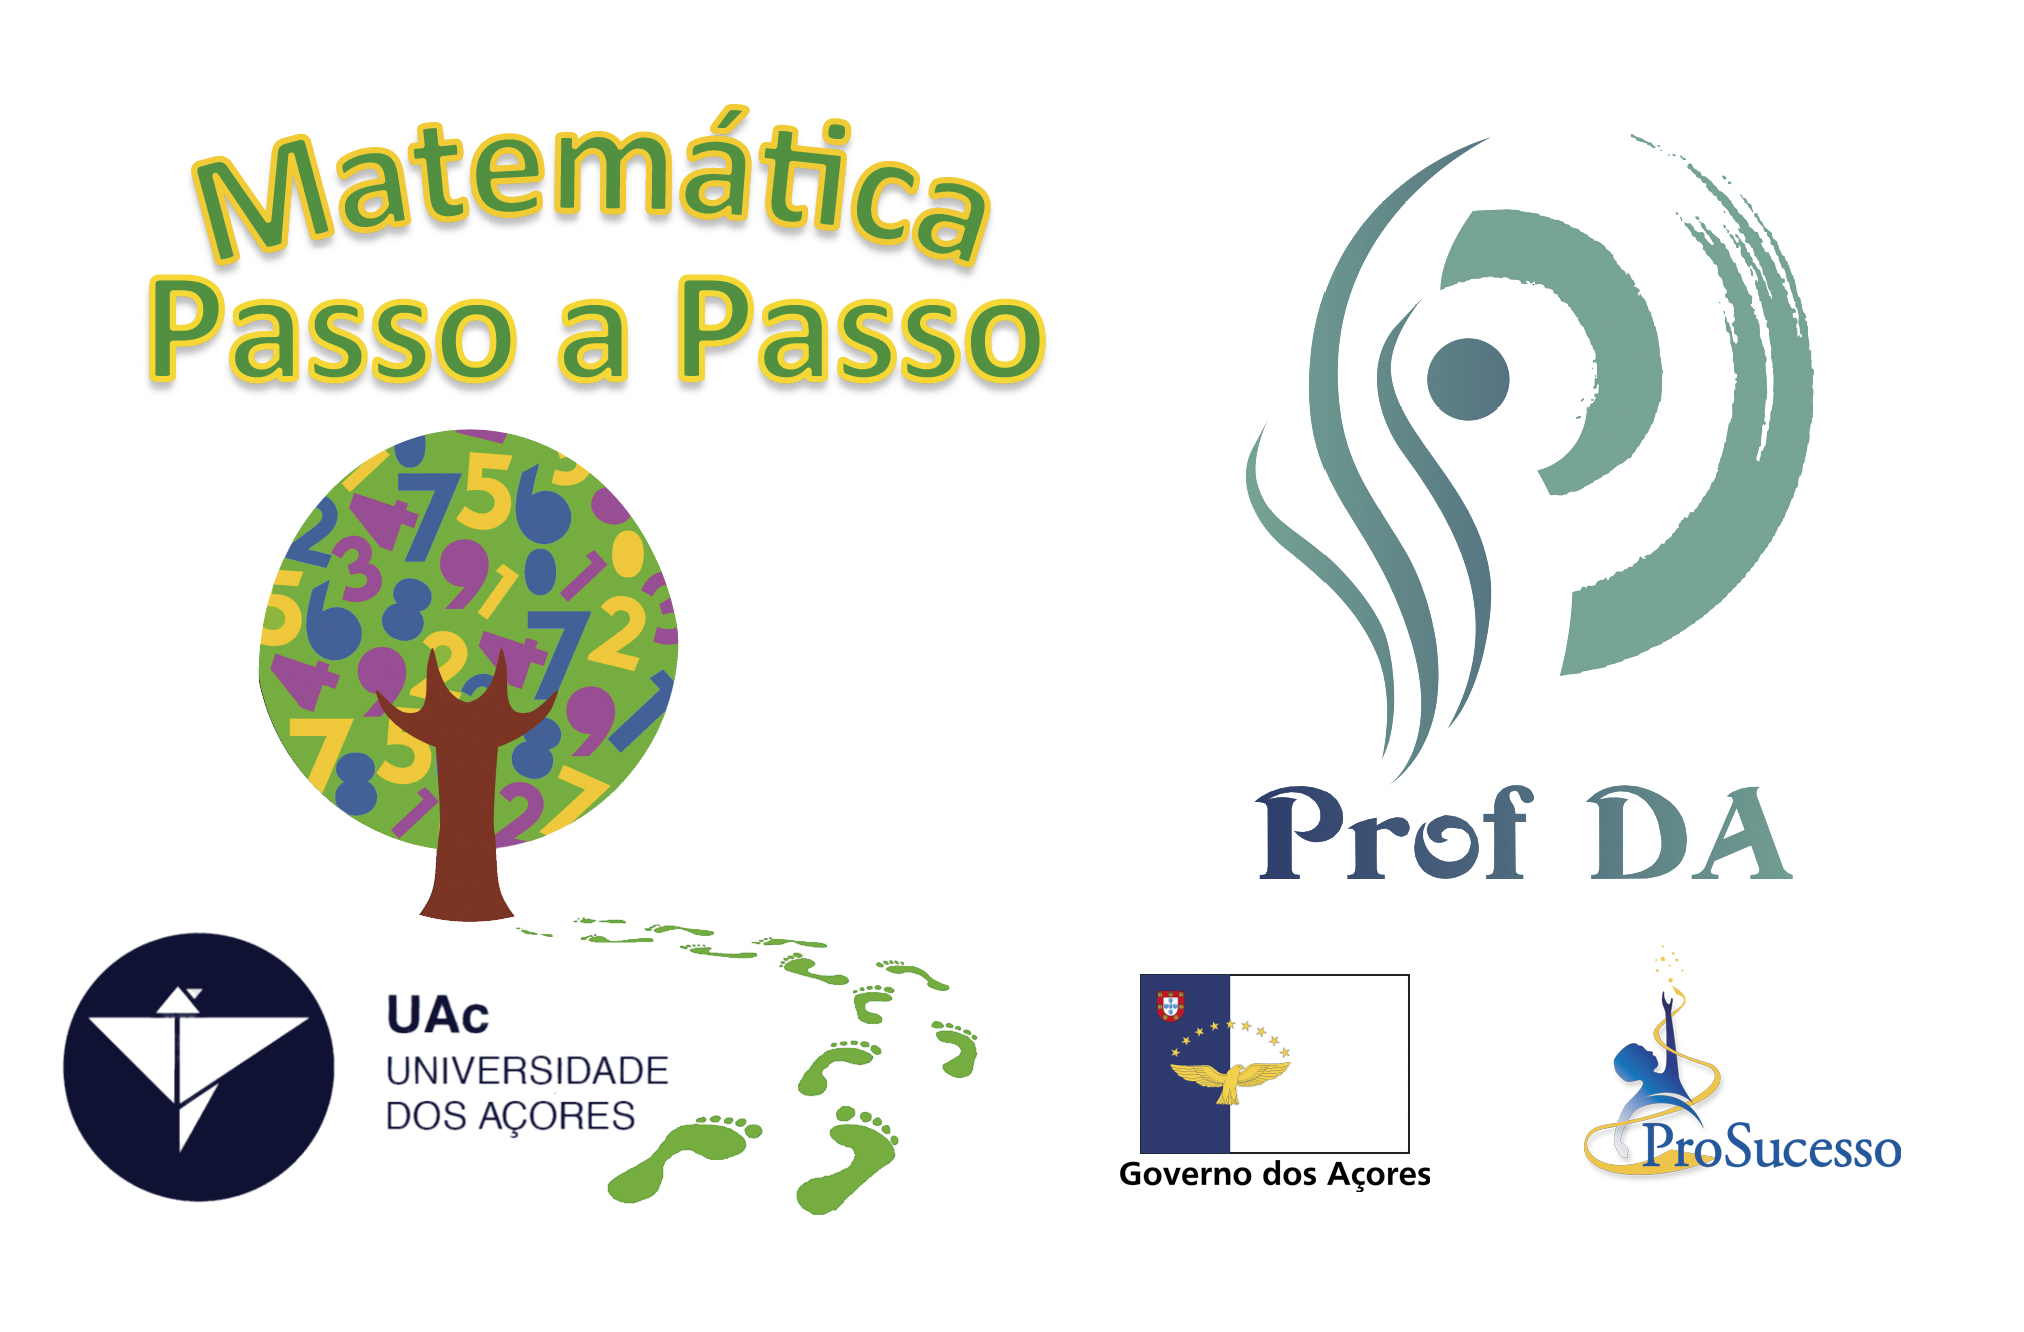 Matemática
Passo a Passo
Prof DA
UAc
UNIVERSIDADE
DOS AÇORES
Governo dos Açores
ProSucesso